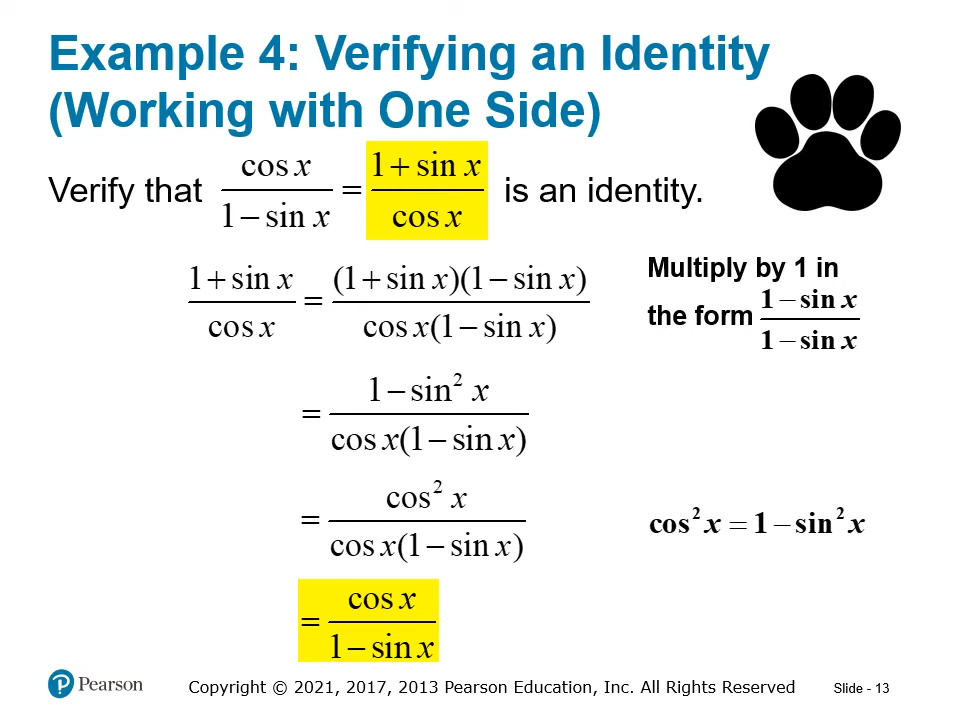 Example 4: Verifying an Identity
(Working with One Side)
Verify that cos x / 1 − sin x = 1 + sin x / cos x is an identity.
1 + sin x / cos x = (1 + sin x)(1 − sin x) / cos x(1 − sin x)
Multiply by 1 in
the form 1 − sin x / 1 − sin x
= 1 − sin² x / cos x(1 − sin x)
= cos² x / cos x(1 − sin x)
cos² x = 1 − sin² x
= cos x / 1 − sin x
Pearson
Copyright © 2021, 2017, 2013 Pearson Education, Inc. All Rights Reserved
Slide - 13